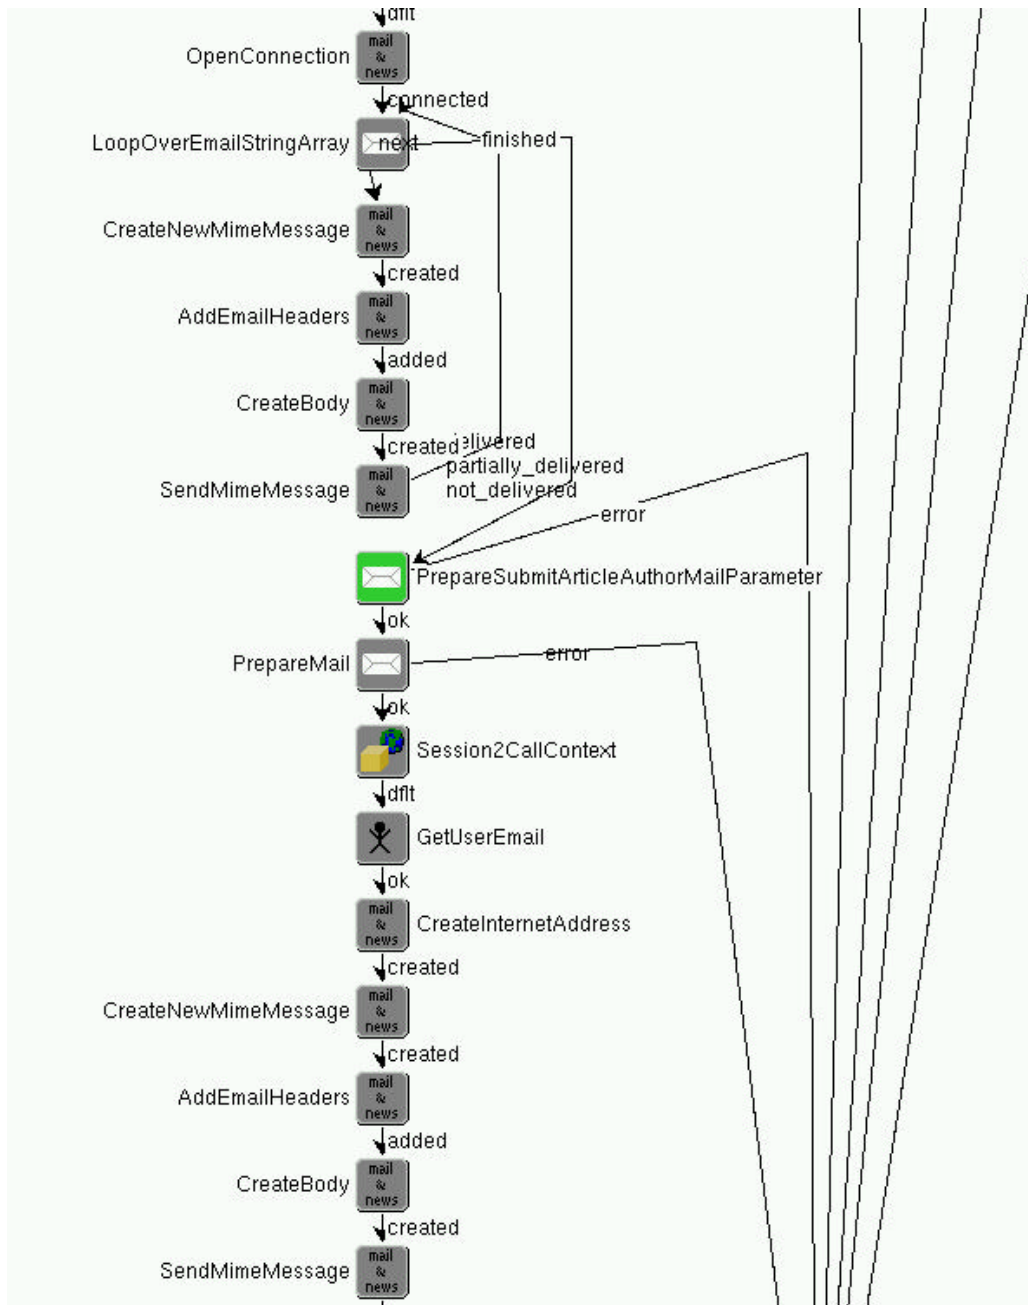 dflt
OpenConnection
mail
&
news
connected
LoopOverEmailStringArray
next
finished
mail
&
news
CreateNewMimeMessage
created
mail
&
news
AddEmailHeaders
added
mail
&
news
CreateBody
created
delivered
partially_delivered
mail
&
news
SendMimeMessage
not_delivered
error
PrepareSubmitArticleAuthorMailParameter
ok
PrepareMail
error
ok
Session2CallContext
dflt
GetUserEmail
ok
mail
&
news
CreateInternetAddress
created
mail
&
news
CreateNewMimeMessage
created
mail
&
news
AddEmailHeaders
added
mail
&
news
CreateBody
created
mail
&
news
SendMimeMessage